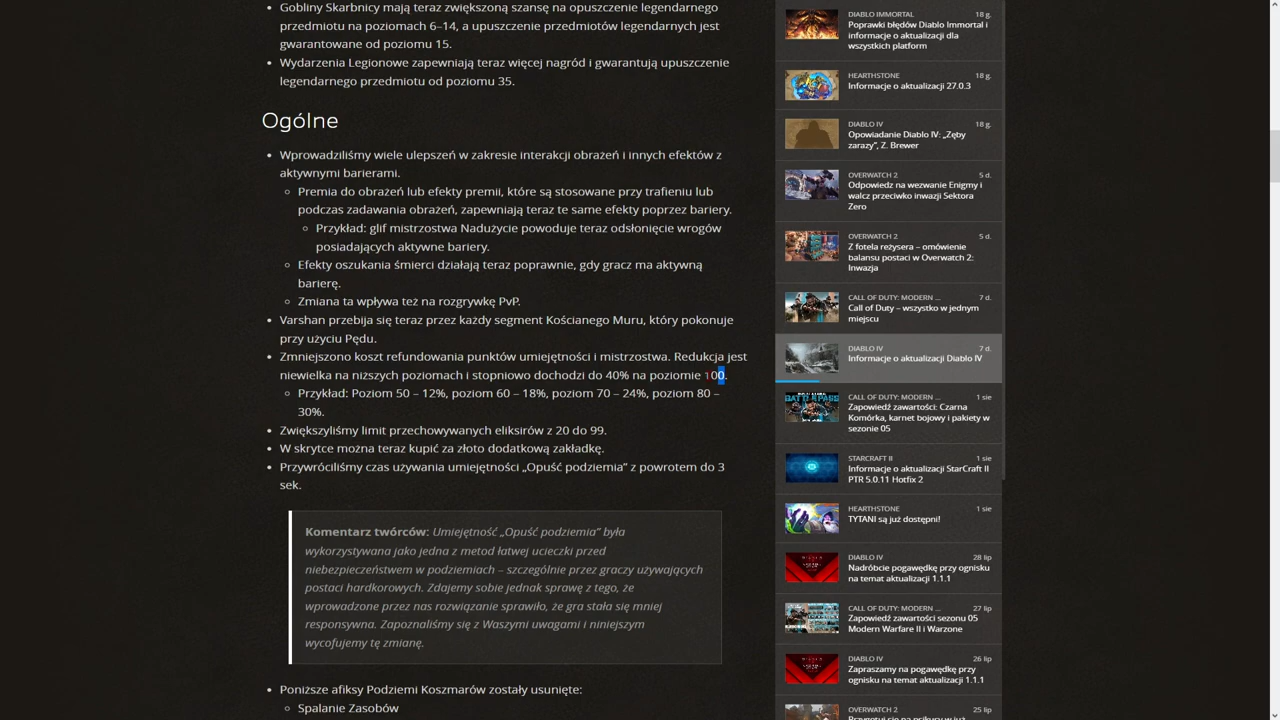 Gobliny Skarbnicy mają teraz zwiększoną szansę na opuszczenie legendarnego
przedmiotu na poziomach 6–14, a upuszczenie przedmiotów legendarnych jest
gwarantowane od poziomu 15.
Wydarzenia Legionowe zapewniają teraz więcej nagród i gwarantują upuszczenie
legendarnego przedmiotu od poziomu 35.
Ogólne
Wprowadziliśmy wiele ulepszeń w zakresie interakcji obrażeń i innych efektów z
aktywnymi barierami.
Premia do obrażeń lub efekty premii, które są stosowane przy trafieniu lub
podczas zadawania obrażeń, zapewniają teraz te same efekty poprzez bariery.
Przykład: glif mistrzostwa Nadużycie powoduje teraz odsłonięcie wrogów
posiadających aktywne bariery.
Efekty oszukania śmierci działają teraz poprawnie, gdy gracz ma aktywną
barierę.
Zmiana ta wpływa też na rozgrywkę PvP.
Varshan przebija się teraz przez każdy segment Kościanego Muru, który pokonuje
przy użyciu Pędu.
Zmniejszono koszt refundowania punktów umiejętności i mistrzostwa. Redukcja jest
niewielka na niższych poziomach i stopniowo dochodzi do 40% na poziomie 100.
Przykład: Poziom 50 – 12%, poziom 60 – 18%, poziom 70 – 24%, poziom 80 –
30%.
Zwiększyliśmy limit przechowywanych eliksirów z 20 do 99.
W skrytce można teraz kupić za złoto dodatkową zakładkę.
Przywróciliśmy czas używania umiejętności „Opuść podziemia” z powrotem do 3
sek.
Komentarz twórców: Umiejętność „Opuść podziemia” była
wykorzystywana jako jedna z metod łatwej ucieczki przed
niebezpieczeństwem w podziemiach – szczególnie przez graczy używających
postaci hardkorowych. Zdajemy sobie jednak sprawę z tego, że
wprowadzone przez nas rozwiązanie sprawiło, że gra stała się mniej
responsywna. Zapoznaliśmy się z Waszymi uwagami i niniejszym
wycofujemy tę zmianę.
Poniższe afiksy Podziemi Koszmarów zostały usunięte:
Spalanie Zasobów
DIABLO IMMORTAL 18 g.
Poprawki błędów Diablo Immortal i
informacje o aktualizacji dla
wszystkich platform
HEARTHSTONE 18 g.
Informacje o aktualizacji 27.0.3
DIABLO IV 18 g.
Opowiadanie Diablo IV: „Zęby
zarazy”, Z. Brewer
OVERWATCH 2 5 d.
Odpowiedz na wezwanie Enigmy i
walcz przeciwko inwazji Sektora
Zero
OVERWATCH 2 5 d.
Z fotela reżysera – omówienie
balansu postaci w Overwatch 2:
Inwazja
CALL OF DUTY: MODERN ... 7 d.
Call of Duty – wszystko w jednym
miejscu
DIABLO IV 7 d.
Informacje o aktualizacji Diablo IV
CALL OF DUTY: MODERN ... 1 sie
Zapowiedź zawartości: Czarna
Komórka, karnet bojowy i pakiety w
sezonie 05
STARCRAFT II 1 sie
Informacje o aktualizacji StarCraft II
PTR 5.0.11 Hotfix 2
HEARTHSTONE 1 sie
TYTANI są już dostępni!
DIABLO IV 28 lip
Nadróbcie pogawędkę przy ognisku
na temat aktualizacji 1.1.1
CALL OF DUTY: MODERN ... 27 lip
Zapowiedź sezonu 05
Modern Warfare II i Warzone
DIABLO IV 26 lip
Zapraszamy na pogawędkę przy
ognisku na temat aktualizacji 1.1.1
OVERWATCH 2 25 lip